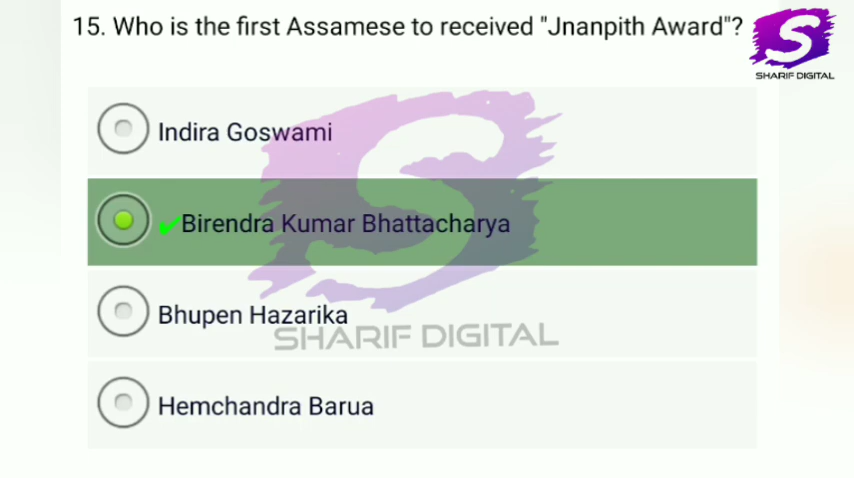 15. Who is the first Assamese to received "Jnanpith Award"?
S
SHARIF DIGITAL
Indira Goswami
Birendra Kumar Bhattacharya
Bhupen Hazarika
S
SHARIF DIGITAL
Hemchandra Barua